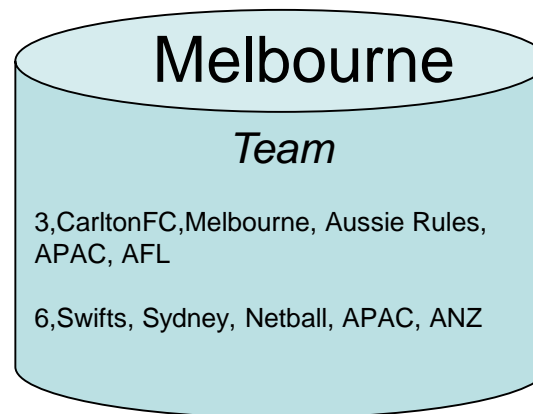 Melbourne
Team
3,CarltonFC,Melbourne, Aussie Rules,
APAC, AFL
6,Swifts, Sydney, Netball, APAC, ANZ